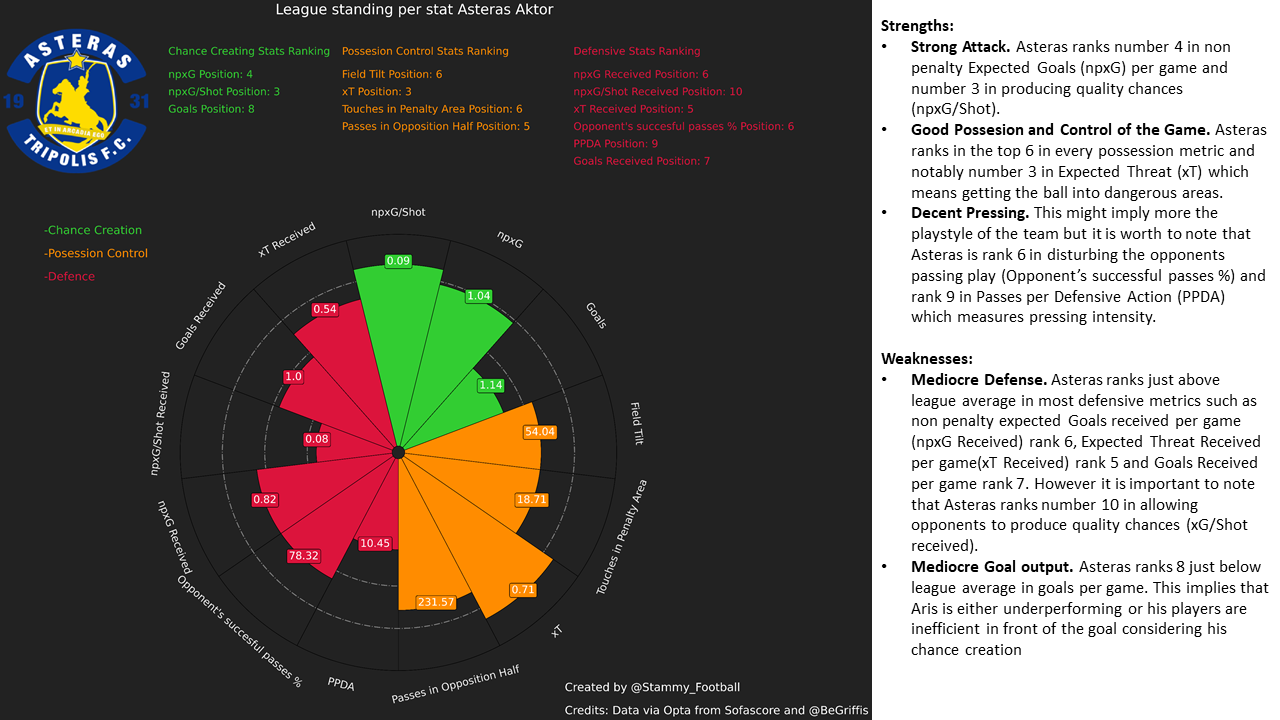 League standing per stat Asteras Aktor
ASTERAS
19 31
ET IN ARCADIA EGO
TRIPOLIS F.C.
Chance Creating Stats Ranking
npxG Position: 4
npxG/Shot Position: 3
Goals Position: 8
Possesion Control Stats Ranking
Field Tilt Position: 6
xT Position: 3
Touches in Penalty Area Position: 6
Passes in Opposition Half Position: 5
Defensive Stats Ranking
npxG Received Position: 6
npxG/Shot Received Position: 10
xT Received Position: 5
Opponent's succesful passes % Position: 6
PPDA Position: 9
Goals Received Position: 7
-Chance Creation
-Posession Control
-Defence
npxG/Shot
0.09
npxG
1.04
Goals
1.14
Field Tilt
54.04
Touches in Penalty Area
18.71
xT
0.71
Passes in Opposition Half
231.57
PPDA
10.45
Opponent's succesful passes %
78.32
npxG Received
0.82
npxG/Shot Received
0.08
Goals Received
1.0
xT Received
0.54
Created by @Stammy_Football
Credits: Data via Opta from Sofascore and @BeGriffis
Strengths:
• Strong Attack. Asteras ranks number 4 in non
penalty Expected Goals (npxG) per game and
number 3 in producing quality chances
(npxG/Shot).
• Good Possesion and Control of the Game. Asteras
ranks in the top 6 in every possession metric and
notably number 3 in Expected Threat (xT) which
means getting the ball into dangerous areas.
• Decent Pressing. This might imply more the
playstyle of the team but it is worth to note that
Asteras is rank 6 in disturbing the opponents
passing play (Opponent's successful passes %) and
rank 9 in Passes per Defensive Action (PPDA)
which measures pressing intensity.
Weaknesses:
• Mediocre Defense. Asteras ranks just above
league average in most defensive metrics such as
non penalty expected Goals received per game
(npxG Received) rank 6, Expected Threat Received
per game(xT Received) rank 5 and Goals Received
per game rank 7. However it is important to note
that Asteras ranks number 10 in allowing
opponents to produce quality chances (xG/Shot
received).
• Mediocre Goal output. Asteras ranks 8 just below
league average in goals per game. This implies that
Aris is either underperforming or his players are
inefficient in front of the goal considering his
chance creation